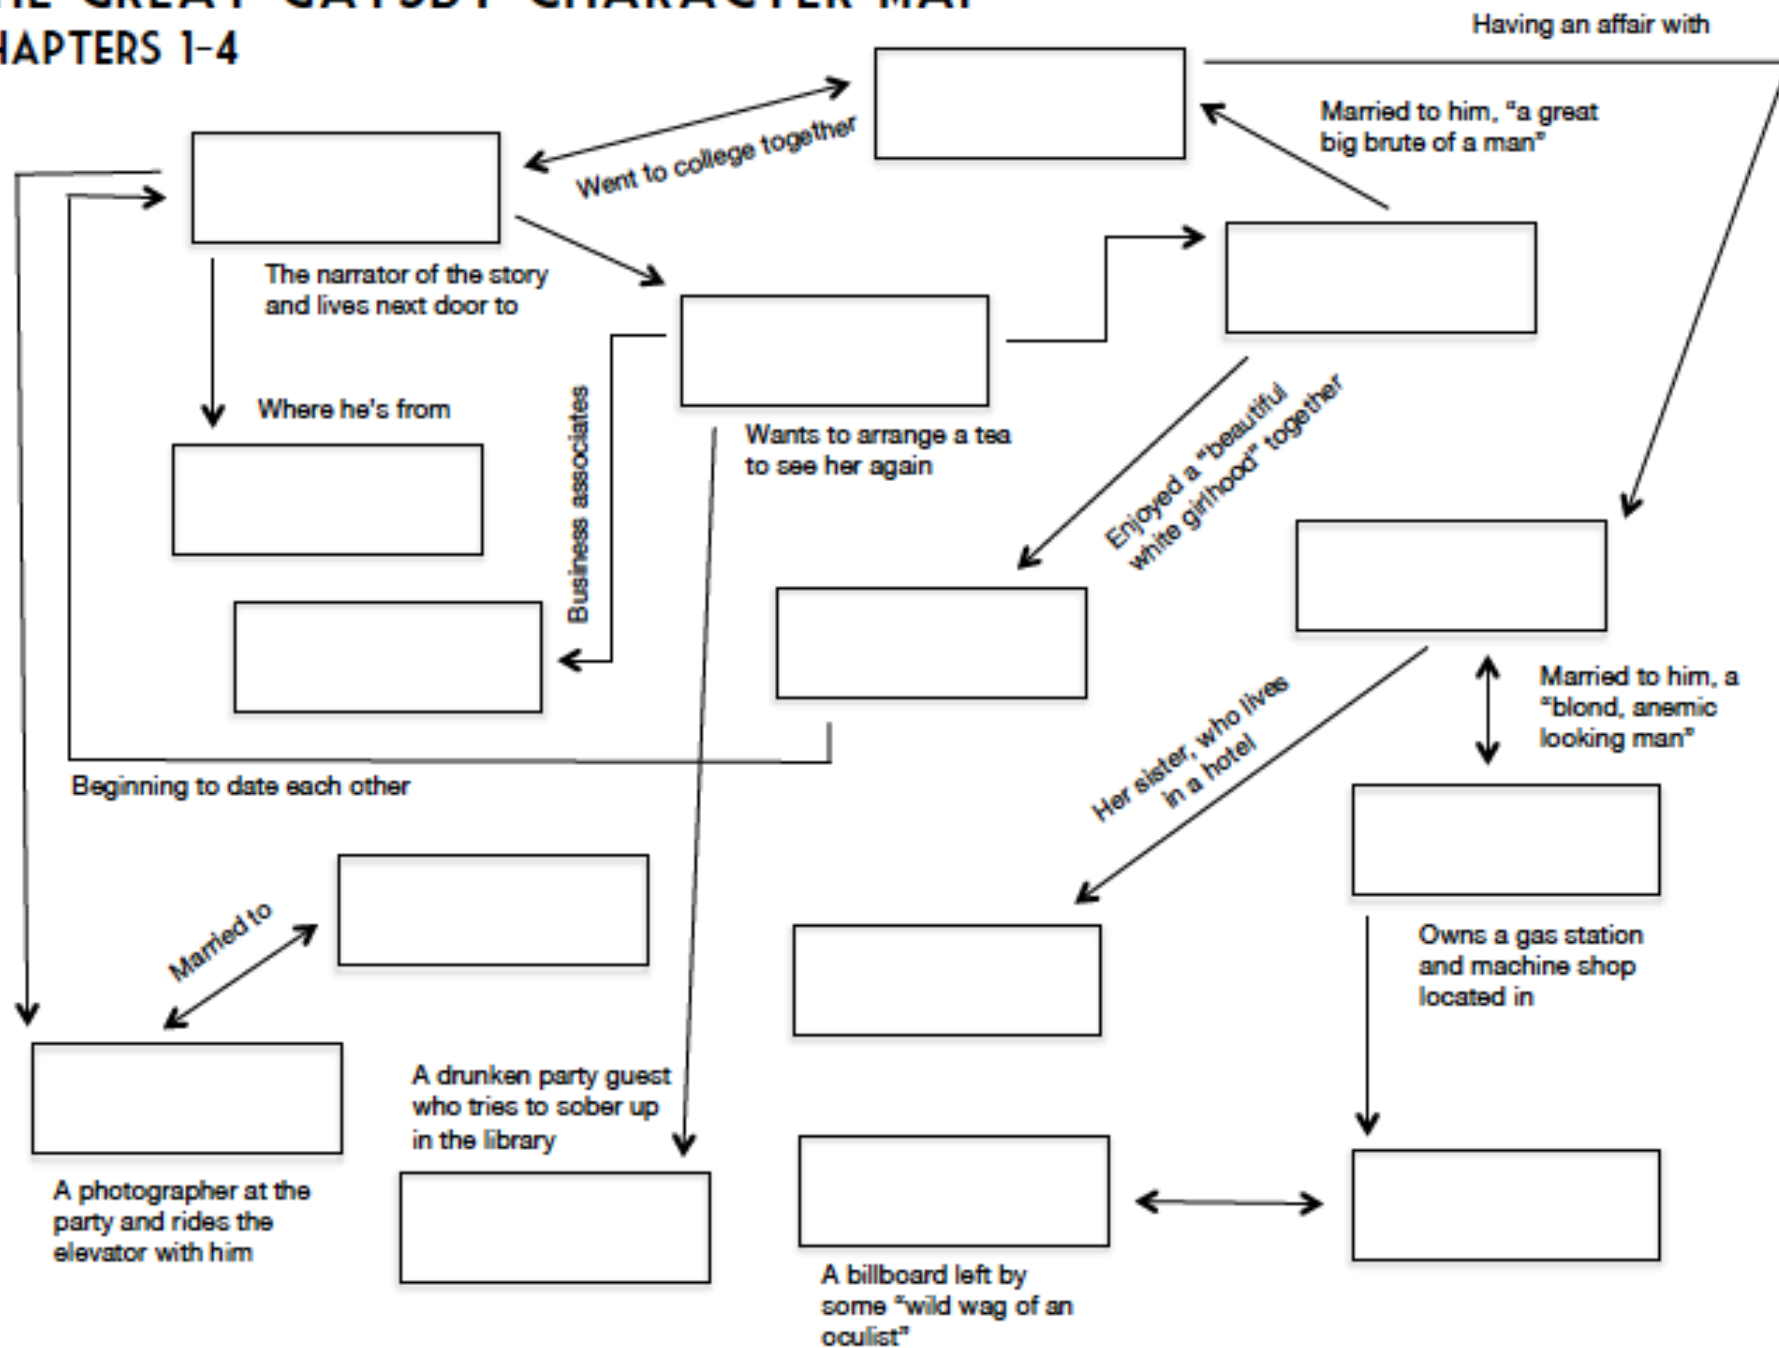 GREAT GATSBY CHARACTER MAP
CHAPTERS 1-4
Having an affair with
Married to him, "a great
big brute of a man"
Went to college together
The narrator of the story
and lives next door to
Where he's from
Business associates
Wants to arrange a tea
to see her again
Enjoyed a "beautiful
white girlhood" together
Married to him, a
"blond, anemic
looking man"
Her sister, who lives
in a hotel
Beginning to date each other
Married to
Owns a gas station
and machine shop
located in
A drunken party guest
who tries to sober up
in the library
A photographer at the
party and rides the
elevator with him
A billboard left by
some "wild wag of an
oculist"